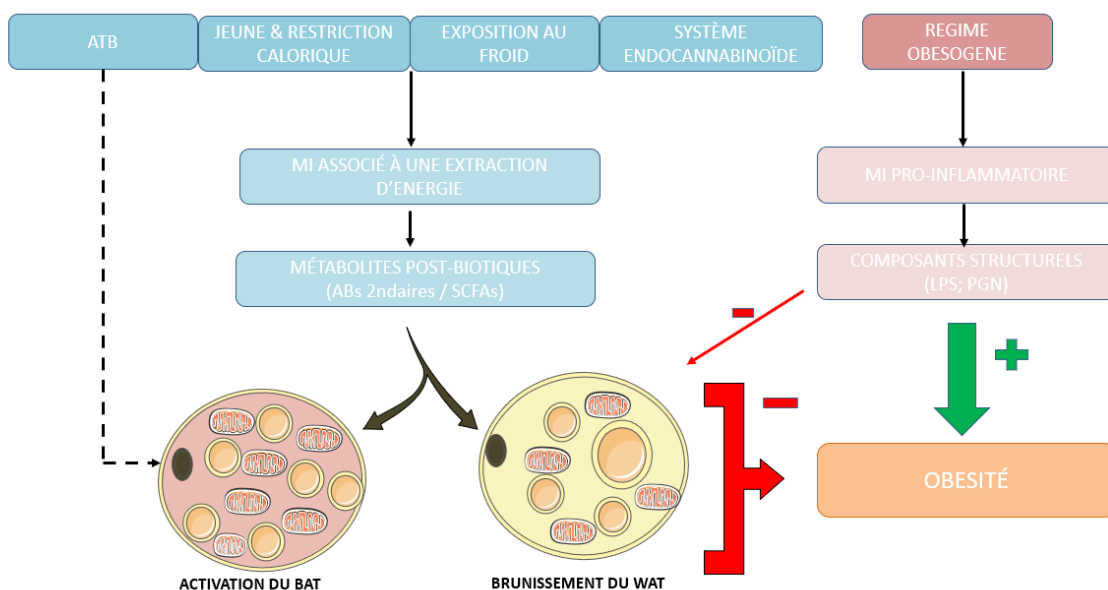 ATB
JEUNE & RESTRICTION
CALORIQUE
EXPOSITION AU
FROID
SYSTÈME
ENDOCANNABINOÏDE
REGIME
OBESOGENE
MI ASSOCIÉ À UNE EXTRACTION
D'ENERGIE
MI PRO-INFLAMMATOIRE
MÉTABOLITES POST-BIOTIQUES
(ABs 2ndaires / SCFAs)
COMPOSANTS STRUCTURELS
(LPS; PGN)
OBESITÉ
ACTIVATION DU BAT
BRUNISSEMENT DU WAT